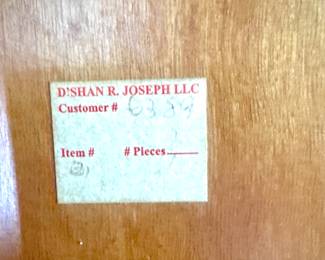 D'SHAN R. JOSEPH LLC
Customer #
Item # # Pieces